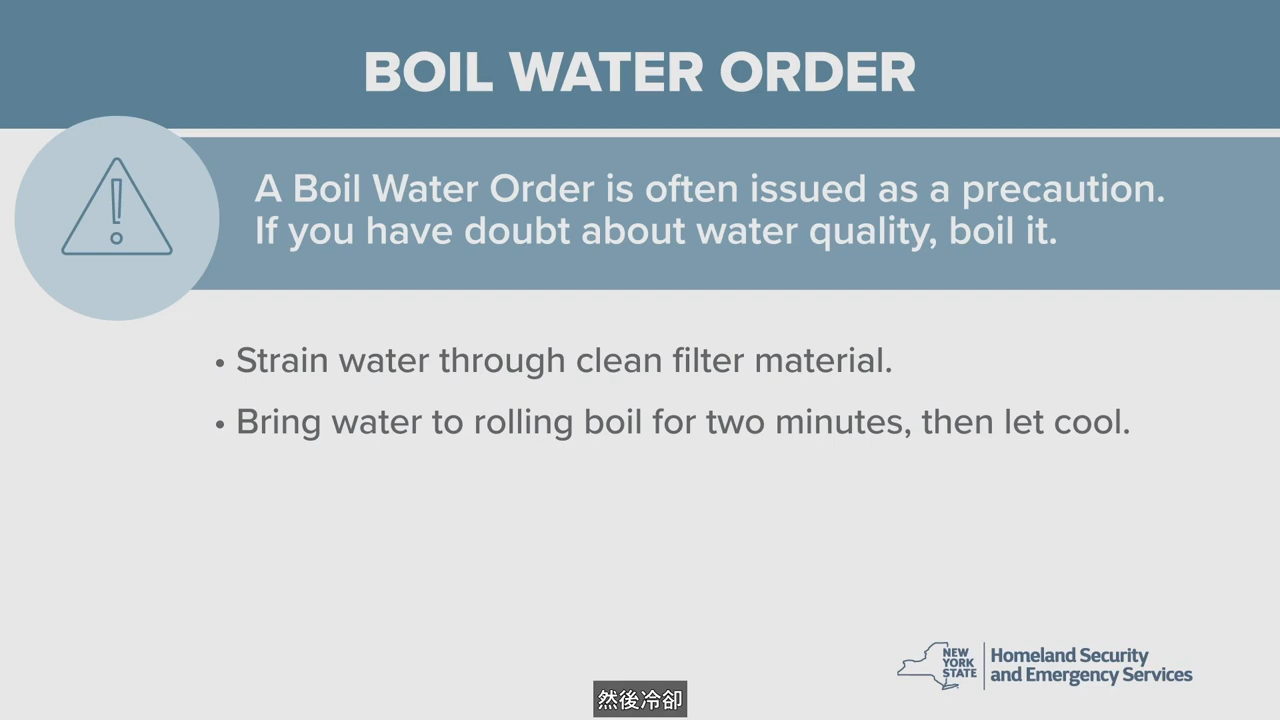 BOIL WATER ORDER
A Boil Water Order is often issued as a precaution.
If you have doubt about water quality, boil it.
• Strain water through clean filter material.
• Bring water to rolling boil for two minutes, then let cool.
NEW
YORK
STATE
Homeland Security
and Emergency Services
然後冷卻